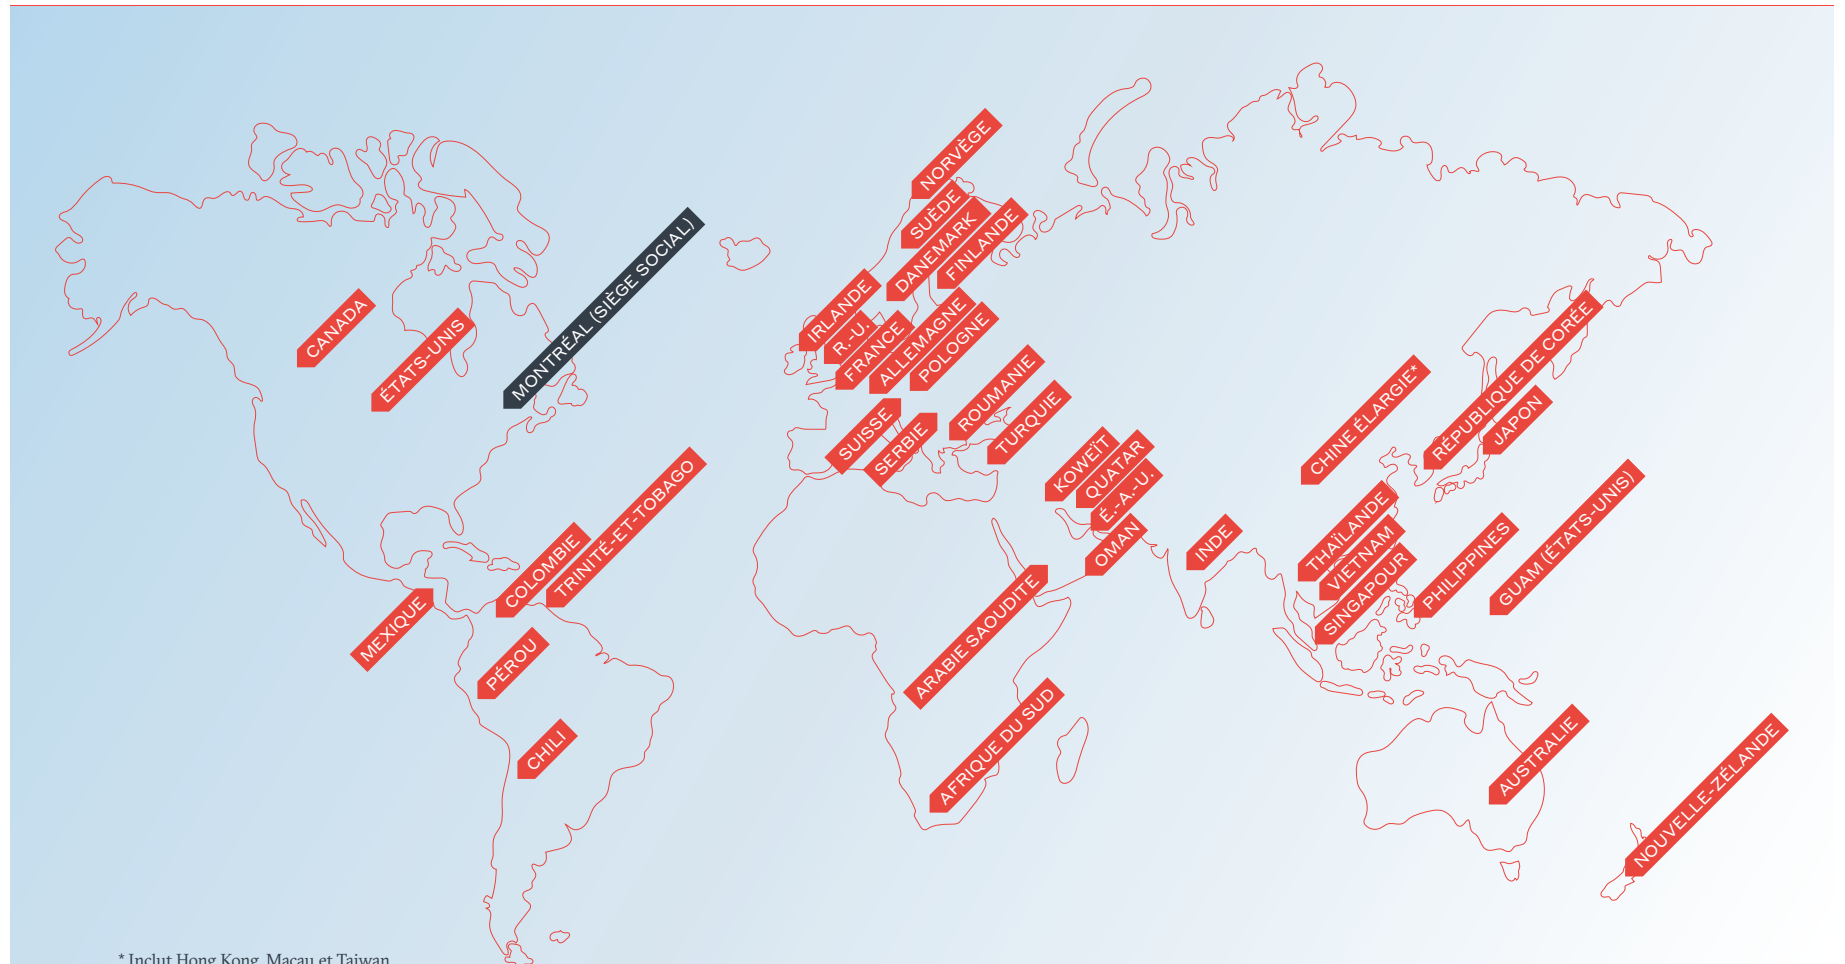 NORVÈGE
SUÈDE
DANEMARK
FINLANDE
MONTRÉAL (SIÈGE SOCIAL)
CANADA
ÉTATS-UNIS
IRLANDE
R.-U.
FRANCE
ALLEMAGNE
POLOGNE
SUISSE
SERBIE
ROUMANIE
TURQUIE
KOWEÏT
QUATAR
É.-A.-U.
OMAN
INDE
CHINE ÉLARGIE*
RÉPUBLIQUE DE CORÉE
JAPON
THAÏLANDE
VIETNAM
SINGAPOUR
PHILIPPINES
GUAM (ÉTATS-UNIS)
COLOMBIE
TRINITÉ-ET-TOBAGO
MEXIQUE
PÉROU
CHILI
ARABIE SAOUDITE
AFRIQUE DU SUD
AUSTRALIE
NOUVELLE-ZÉLANDE
* Inclut Hong Kong, Macau et Taiwan